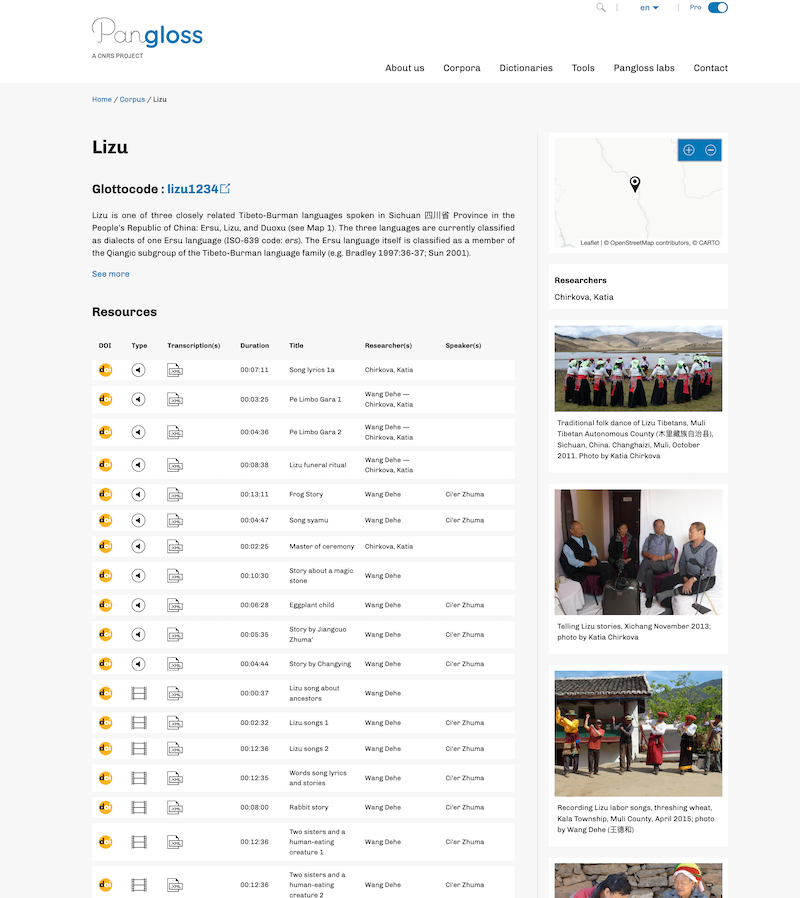 en
Pro
Pangloss
A CNRS PROJECT
About us Corpora Dictionaries Tools Pangloss labs Contact
Home / Corpus / Lizu
Lizu
Glottocode : lizu1234
Lizu is one of three closely related Tibeto-Burman languages spoken in Sichuan 四川省 Province in the
People's Republic of China: Ersu, Lizu, and Duoxu (see Map 1). The three languages are currently classified
as dialects of one Ersu language (ISO-639 code: ers). The Ersu language itself is classified as a member of
the Qiangic subgroup of the Tibeto-Burman language family (e.g. Bradley 1997:36-37; Sun 2001).
See more
Resources
DOI Type Transcription(s) Duration Title Researcher(s) Speaker(s)
00:07:11 Song lyrics 1a Chirkova, Katia
00:03:25 Pe Limbo Gara 1 Wang Dehe —
Chirkova, Katia
00:04:36 Pe Limbo Gara 2 Wang Dehe —
Chirkova, Katia
00:08:38 Lizu funeral ritual Wang Dehe —
Chirkova, Katia
00:13:11 Frog Story Wang Dehe Ci'er Zhuma
00:04:47 Song syamu Wang Dehe Ci'er Zhuma
00:02:25 Master of ceremony Chirkova, Katia
00:10:30 Story about a magic
stone Wang Dehe
00:06:28 Eggplant child Wang Dehe Ci'er Zhuma
00:05:35 Story by Jiangcuo
Zhuma' Wang Dehe Ci'er Zhuma
00:04:44 Story by Changying Wang Dehe Ci'er Zhuma
00:00:37 Lizu song about
ancestors Wang Dehe
00:02:32 Lizu songs 1 Wang Dehe Ci'er Zhuma
00:12:36 Lizu songs 2 Wang Dehe Ci'er Zhuma
00:12:35 Words song lyrics
and stories Wang Dehe Ci'er Zhuma
00:08:00 Rabbit story Wang Dehe Ci'er Zhuma
00:12:36 Two sisters and a
human-eating
creature 1 Wang Dehe Ci'er Zhuma
00:12:36 Two sisters and a
human-eating
creature 2 Wang Dehe Ci'er Zhuma
Leaflet | © OpenStreetMap contributors, © CARTO
Researchers
Chirkova, Katia
Traditional folk dance of Lizu Tibetans, Muli
Tibetan Autonomous County (木里藏族自治县),
Sichuan, China. Changhaizi, Muli, October
2011. Photo by Katia Chirkova
Telling Lizu stories, Xichang November 2013;
photo by Katia Chirkova
Recording Lizu labor songs, threshing wheat,
Kala Township, Muli County, April 2015; photo
by Wang Dehe (王德和)